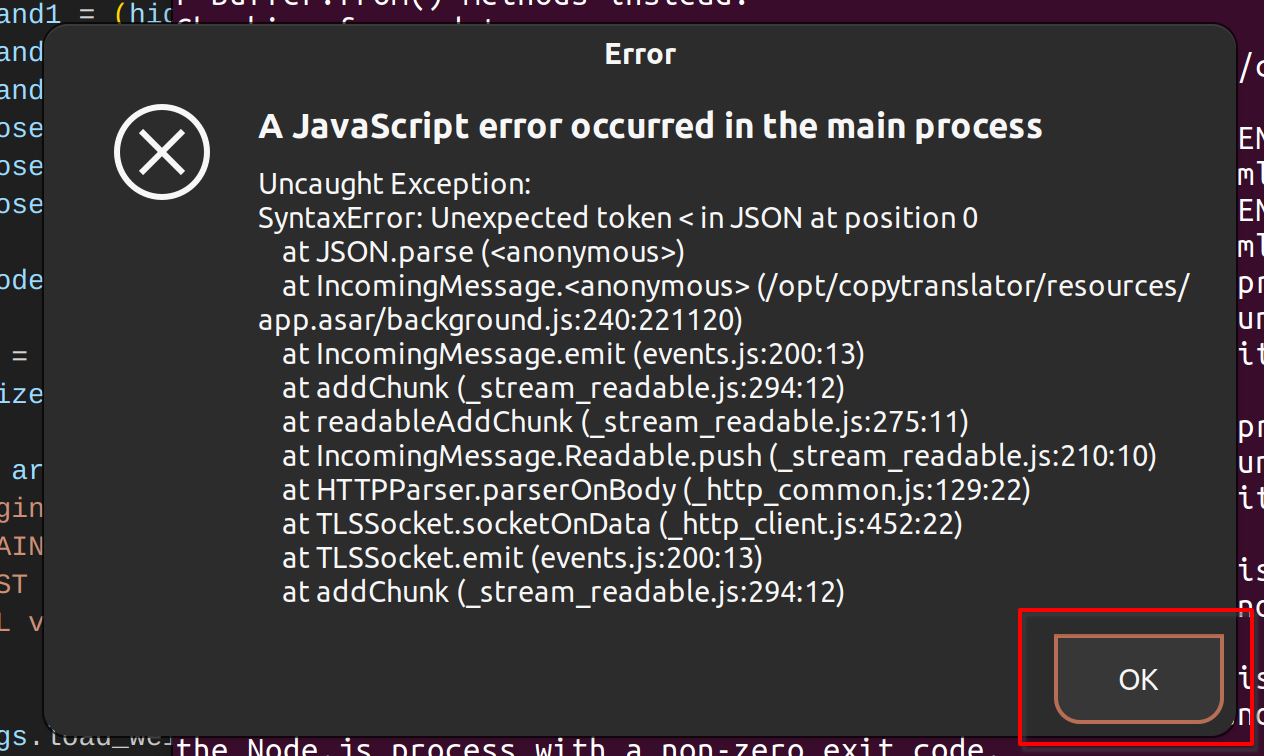 and1 = (hid
r Buffer.from() methods instead.
and
and
ose
ose
ose
ode
=
ize
ar
gin
AIN
ST
L v
gs.load_wei
Error
A JavaScript error occurred in the main process
Uncaught Exception:
SyntaxError: Unexpected token < in JSON at position 0
at JSON.parse (<anonymous>)
at IncomingMessage.<anonymous> (/opt/copytranslator/resources/
app.asar/background.js:240:221120)
at IncomingMessage.emit (events.js:200:13)
at addChunk (_stream_readable.js:294:12)
at readableAddChunk (_stream_readable.js:275:11)
at IncomingMessage.Readable.push (_stream_readable.js:210:10)
at HTTPParser.parserOnBody (_http_common.js:129:22)
at TLSSocket.socketOnData (_http_client.js:452:22)
at TLSSocket.emit (events.js:200:13)
at addChunk (_stream_readable.js:294:12)
OK
/c
EN
ml
EN
ml
pr
un
it
pr
un
it
is
no
is
no
the Node.js process with a non-zero exit code.